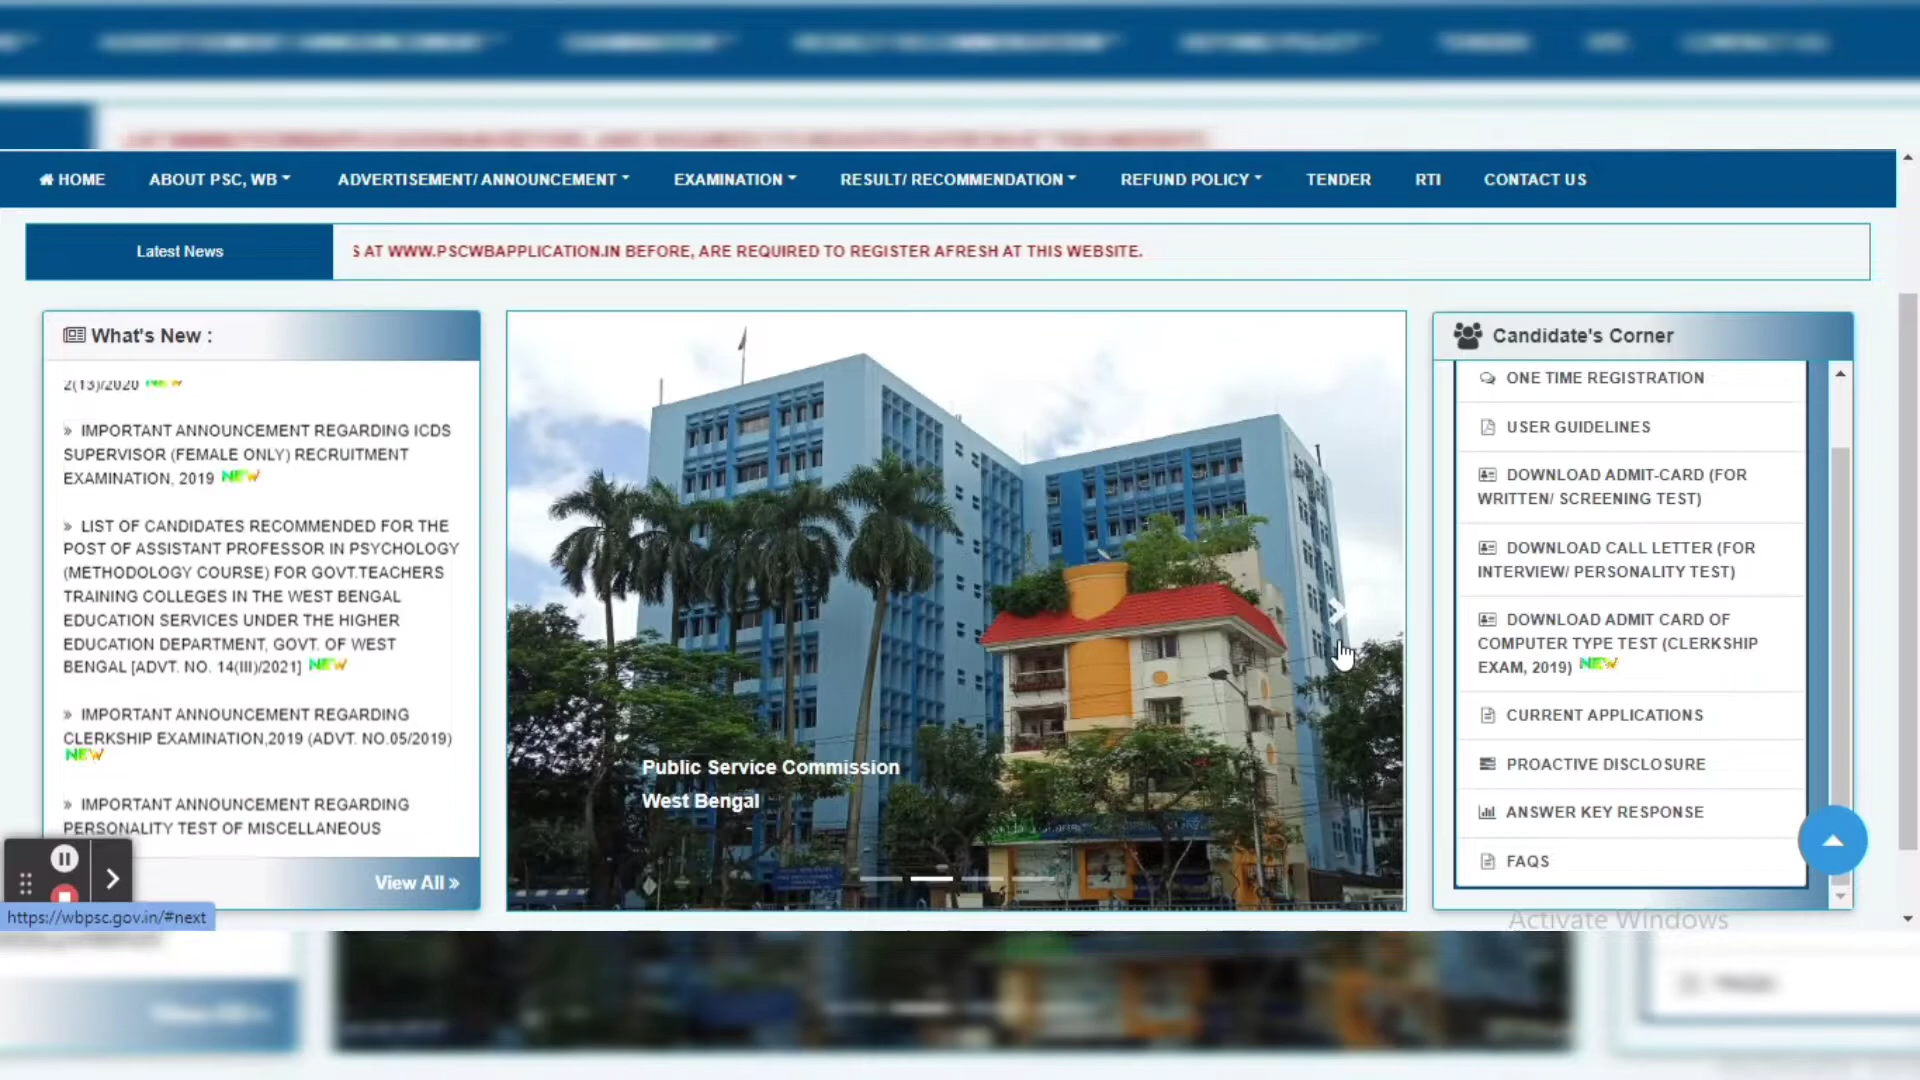 HOME
ABOUT PSC, WB
ADVERTISEMENT/ ANNOUNCEMENT
EXAMINATION
RESULT/ RECOMMENDATION
REFUND POLICY
TENDER
RTI
CONTACT US
Latest News
S AT WWW.PSCWBAPPLICATION.IN BEFORE, ARE REQUIRED TO REGISTER AFRESH AT THIS WEBSITE.
What's New :
2(13)/2020 NEW
» IMPORTANT ANNOUNCEMENT REGARDING ICDS
SUPERVISOR (FEMALE ONLY) RECRUITMENT
EXAMINATION, 2019 NEW
» LIST OF CANDIDATES RECOMMENDED FOR THE
POST OF ASSISTANT PROFESSOR IN PSYCHOLOGY
(METHODOLOGY COURSE) FOR GOVT.TEACHERS
TRAINING COLLEGES IN THE WEST BENGAL
EDUCATION SERVICES UNDER THE HIGHER
EDUCATION DEPARTMENT, GOVT. OF WEST
BENGAL [ADVT. NO. 14(III)/2021] NEW
» IMPORTANT ANNOUNCEMENT REGARDING
CLERKSHIP EXAMINATION,2019 (ADVT. NO.05/2019)
NEW
» IMPORTANT ANNOUNCEMENT REGARDING
PERSONALITY TEST OF MISCELLANEOUS
View All »
https://wbpsc.gov.in/#next
Public Service Commission
West Bengal
Candidate's Corner
ONE TIME REGISTRATION
USER GUIDELINES
DOWNLOAD ADMIT-CARD (FOR
WRITTEN/ SCREENING TEST)
DOWNLOAD CALL LETTER (FOR
INTERVIEW/ PERSONALITY TEST)
DOWNLOAD ADMIT CARD OF
COMPUTER TYPE TEST (CLERKSHIP
EXAM, 2019) NEW
CURRENT APPLICATIONS
PROACTIVE DISCLOSURE
ANSWER KEY RESPONSE
FAQS
Activate Windows